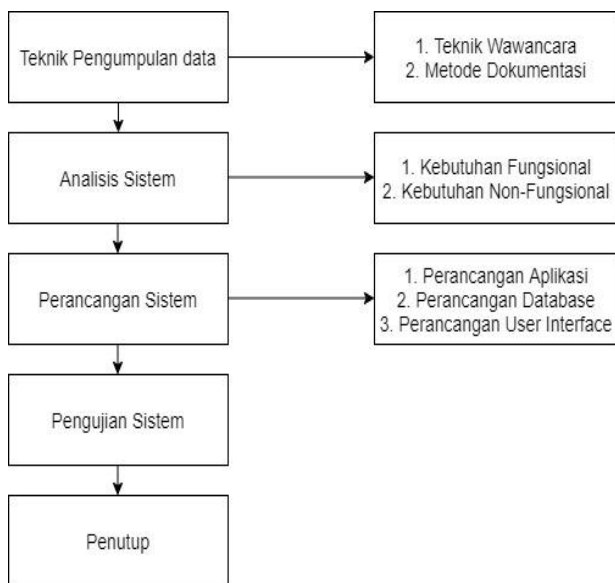 Teknik Pengumpulan data
1. Teknik Wawancara
2. Metode Dokumentasi
Analisis Sistem
1. Kebutuhan Fungsional
2. Kebutuhan Non-Fungsional
Perancangan Sistem
1. Perancangan Aplikasi
2. Perancangan Database
3. Perancangan User Interface
Pengujian Sistem
Penutup